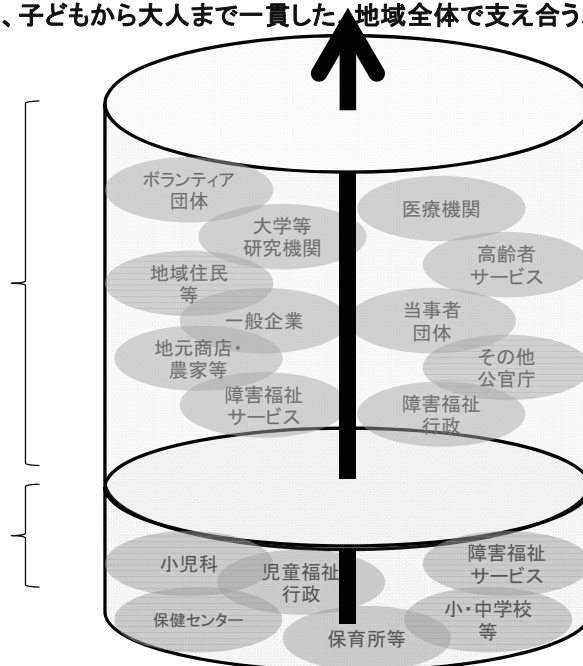 、子どもから大人まで一貫した、地域全体で支え合う
ボランティア
団体
医療機関
大学等
研究機関
高齢者
サービス
地域住民
等
一般企業
当事者
団体
地元商店・
農家等
その他
公官庁
障害福祉
サービス
障害福祉
行政
小児科
児童福祉
行政
障害福祉
サービス
保健センター
小・中学校
等
保育所等